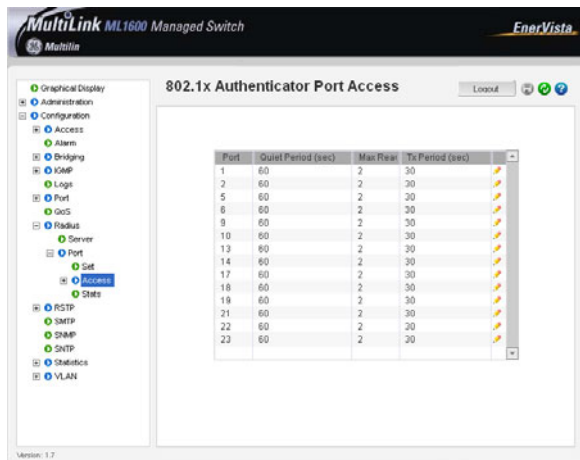 MultiLink ML1600 Managed Switch
EnerVista
Multilin
802.1x Authenticator Port Access
Logout
Graphical Display
Administration
Configuration
Access
Alarm
Bridging
IGMP
Logs
Port
QoS
Radius
Server
Port
Set
Access
Stats
RSTP
SMTP
SNMP
SNTP
Statistics
VLAN
Port Quiet Period (sec) Max Reau Tx Period (sec)
1 60 2 30
2 60 2 30
5 60 2 30
6 60 2 30
9 60 2 30
10 60 2 30
13 60 2 30
14 60 2 30
17 60 2 30
18 60 2 30
19 60 2 30
21 60 2 30
22 60 2 30
23 60 2 30
Version: 1.7